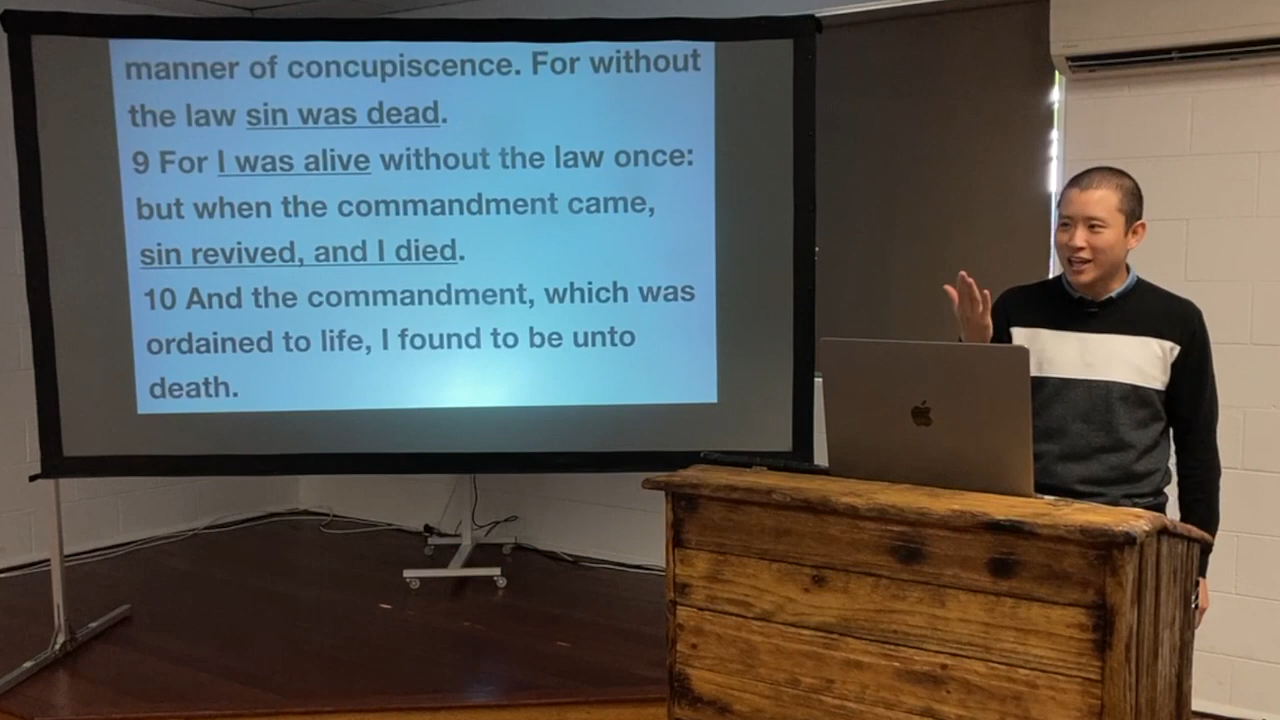 manner of concupiscence. For without
the law sin was dead.
9 For I was alive without the law once:
but when the commandment came,
sin revived, and I died.
10 And the commandment, which was
ordained to life, I found to be unto
death.